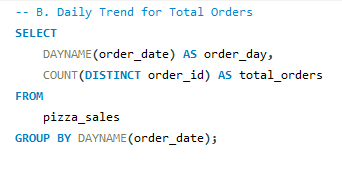 -- B. Daily Trend for Total Orders
SELECT
    DAYNAME(order_date) AS order_day,
    COUNT(DISTINCT order_id) AS total_orders
FROM
    pizza_sales
GROUP BY DAYNAME(order_date);